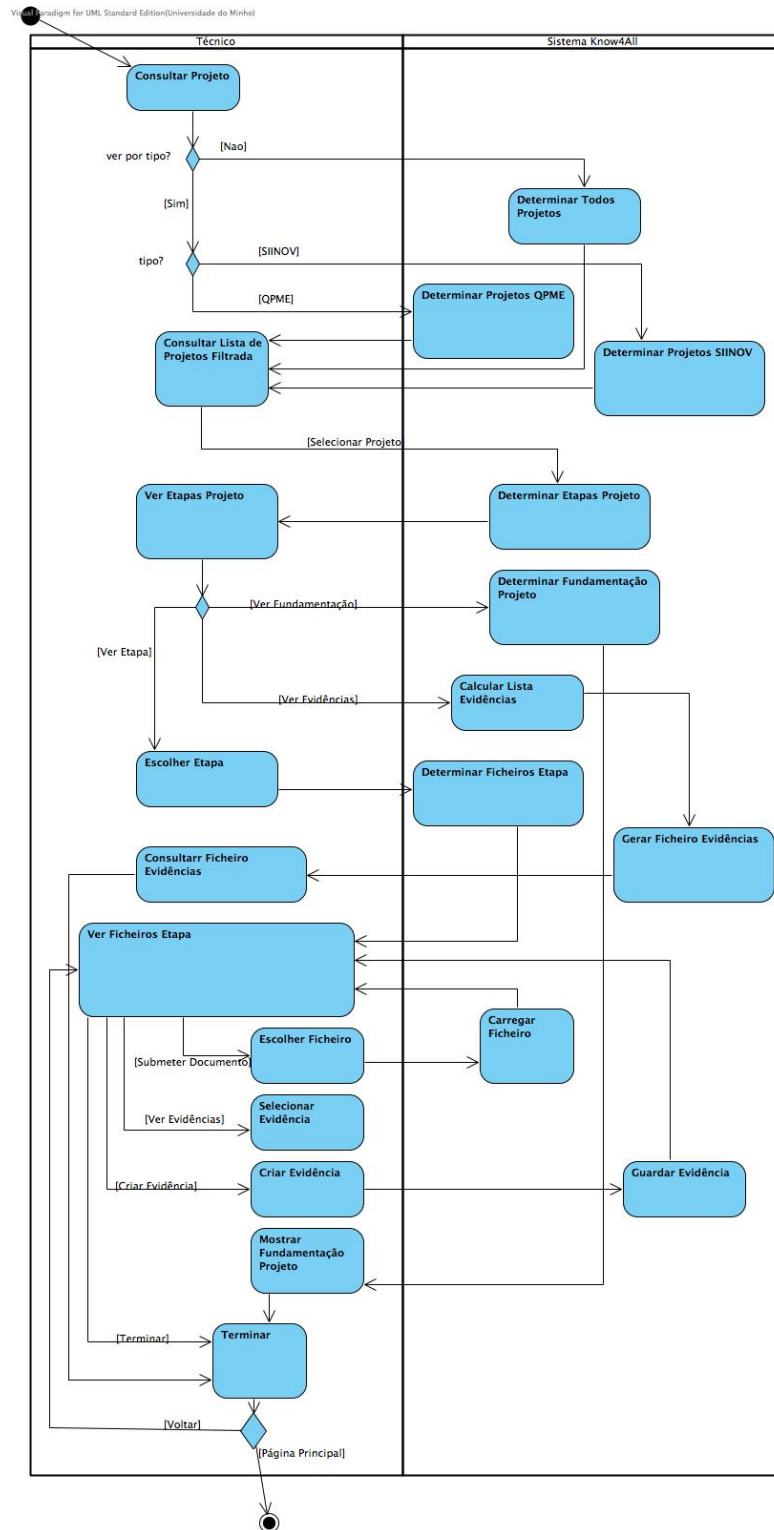 Visual Paradigm for UML Standard Edition(Universidade do Minho)
Técnico
Sistema Know4All
Consultar Projeto
ver por tipo?
[Nao]
[Sim]
Determinar Todos
Projetos
tipo?
[SIINOV]
[QPME]
Determinar Projetos QPME
Consultar Lista de
Projetos Filtrada
Determinar Projetos SIINOV
[Selecionar Projeto]
Ver Etapas Projeto
Determinar Etapas Projeto
[Ver Fundamentação]
Determinar Fundamentação
Projeto
[Ver Etapa]
[Ver Evidências]
Calcular Lista
Evidências
Escolher Etapa
Determinar Ficheiros Etapa
Consultarr Ficheiro
Evidências
Gerar Ficheiro Evidências
Ver Ficheiros Etapa
Carregar
Ficheiro
Escolher Ficheiro
[Submeter Documento]
Selecionar
Evidência
[Ver Evidências]
Criar Evidência
[Criar Evidência]
Guardar Evidência
Mostrar
Fundamentação
Projeto
Terminar
[Terminar]
[Voltar]
[Página Principal]